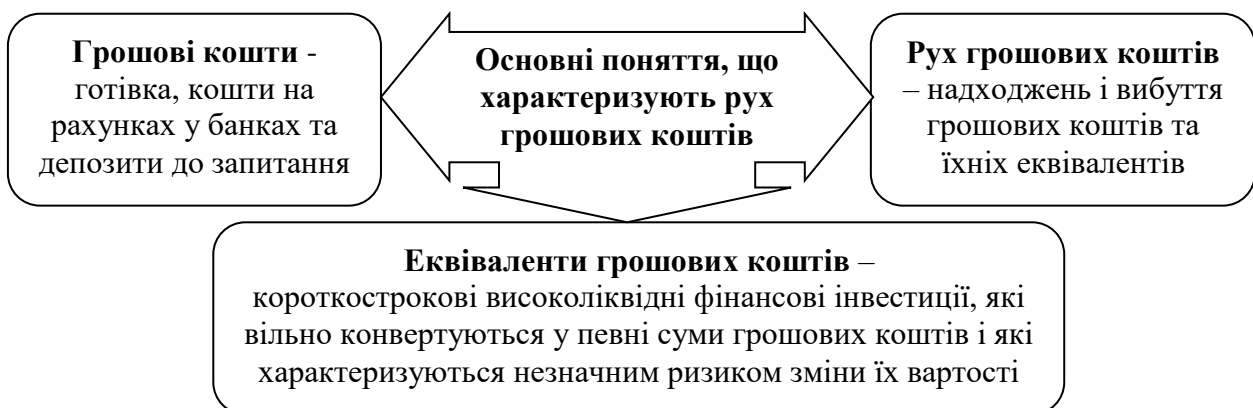 Грошові кошти -
готівка, кошти на
рахунках у банках та
депозити до запитання
Основні поняття, що
характеризують рух
грошових коштів
Рух грошових коштів
– надходжень і вибуття
грошових коштів та
їхніх еквівалентів
Еквіваленти грошових коштів –
короткострокові високоліквідні фінансові інвестиції, які
вільно конвертуються у певні суми грошових коштів і які
характеризуються незначним ризиком зміни їх вартості